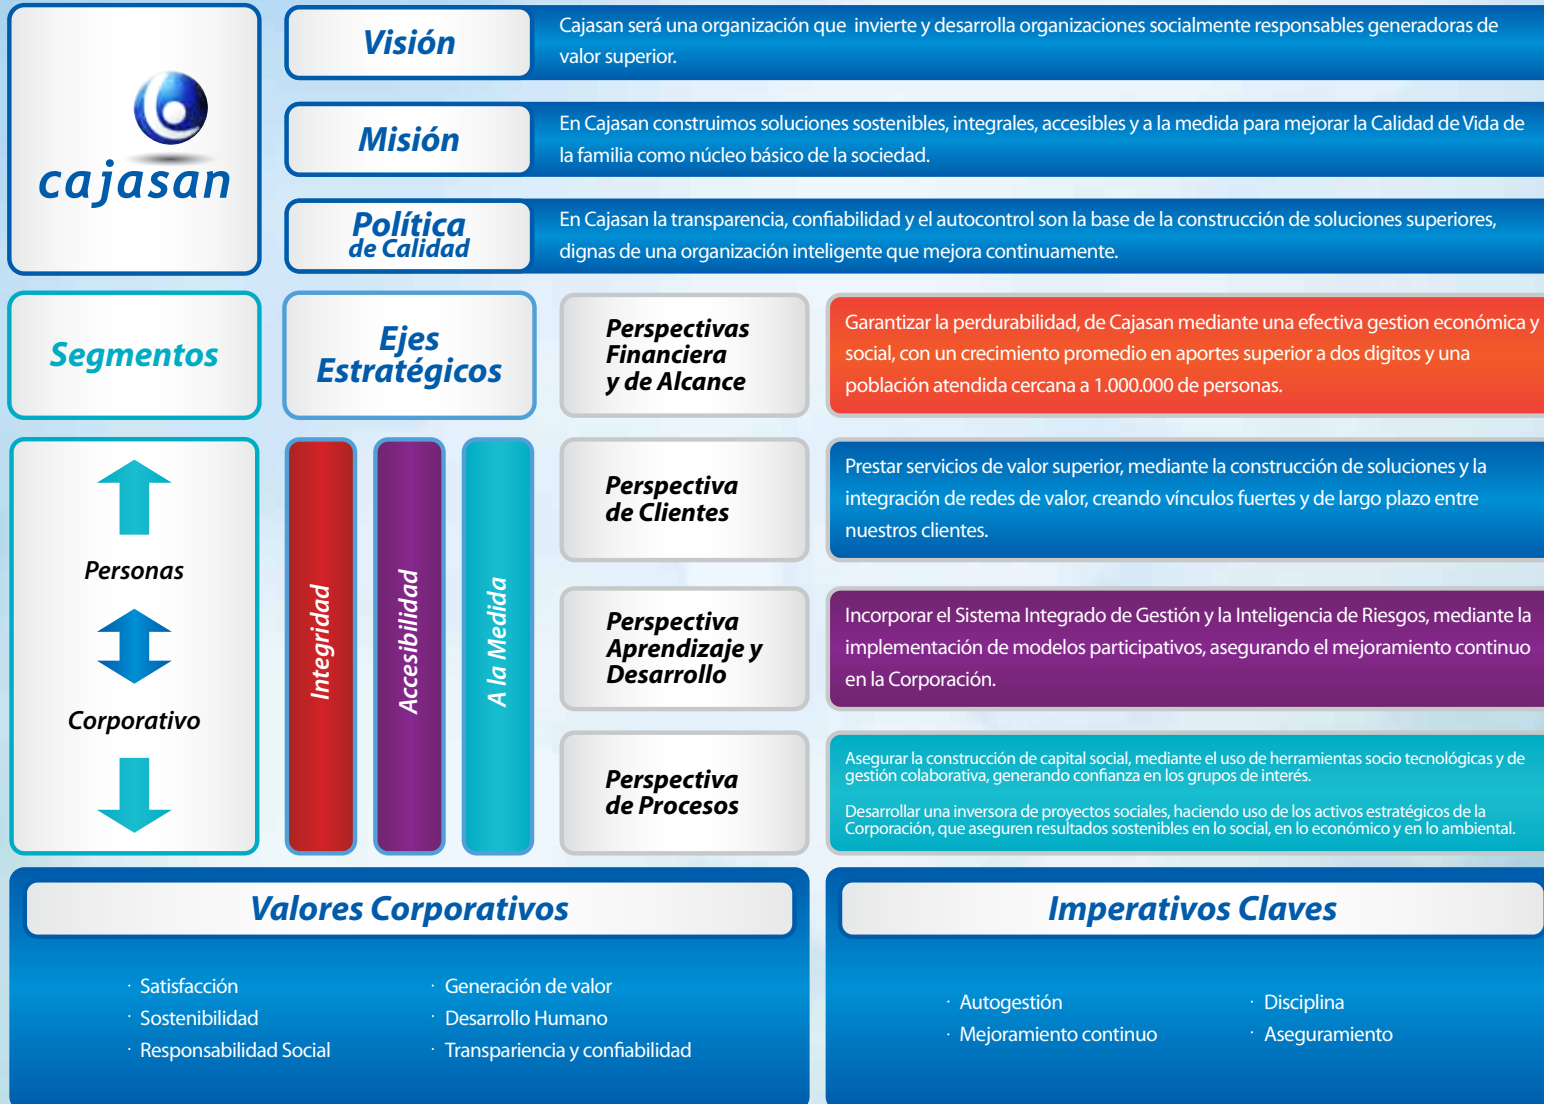 cajasan
Visión
Cajasan será una organización que invierte y desarrolla organizaciones socialmente responsables generadoras de
valor superior.
Misión
En Cajasan construimos soluciones sostenibles, integrales, accesibles y a la medida para mejorar la Calidad de Vida de
la familia como núcleo básico de la sociedad.
Política
de Calidad
En Cajasan la transparencia, confiabilidad y el autocontrol son la base de la construcción de soluciones superiores,
dignas de una organización inteligente que mejora continuamente.
Segmentos
Personas
Corporativo
Ejes
Estratégicos
Integridad
Accesibilidad
A la Medida
Perspectivas
Financiera
y de Alcance
Garantizar la perdurabilidad, de Cajasan mediante una efectiva gestion económica y
social, con un crecimiento promedio en aportes superior a dos digitos y una
población atendida cercana a 1.000.000 de personas.
Perspectiva
de Clientes
Prestar servicios de valor superior, mediante la construcción de soluciones y la
integración de redes de valor, creando vínculos fuertes y de largo plazo entre
nuestros clientes.
Perspectiva
Aprendizaje y
Desarrollo
Incorporar el Sistema Integrado de Gestión y la Inteligencia de Riesgos, mediante la
implementación de modelos participativos, asegurando el mejoramiento continuo
en la Corporación.
Perspectiva
de Procesos
Asegurar la construcción de capital social, mediante el uso de herramientas socio tecnológicas y de
gestión colaborativa, generando confianza en los grupos de interés.
Desarrollar una inversora de proyectos sociales, haciendo uso de los activos estratégicos de la
Corporación, que aseguren resultados sostenibles en lo social, en lo económico y en lo ambiental.
Valores Corporativos
· Satisfacción
· Sostenibilidad
· Responsabilidad Social
· Generación de valor
· Desarrollo Humano
· Transpariencia y confiabilidad
Imperativos Claves
· Autogestión
· Mejoramiento continuo
· Disciplina
· Aseguramiento